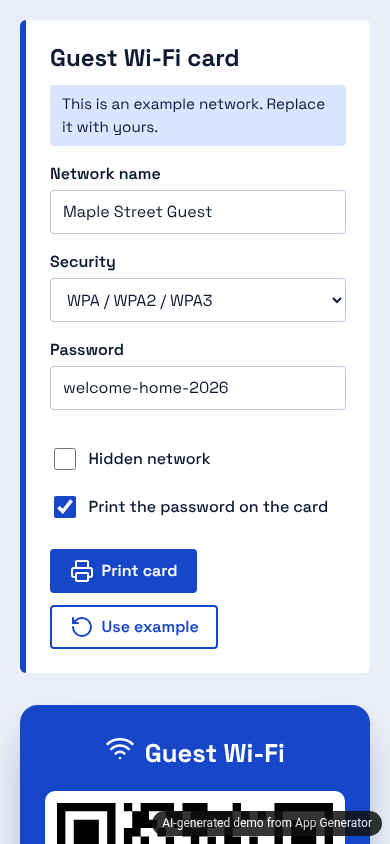 Guest Wi-Fi card
This is an example network. Replace
it with yours.
Network name
Maple Street Guest
Security
WPA / WPA2 / WPA3
Password
welcome-home-2026
Hidden network
Print the password on the card
Print card
Use example
Guest Wi-Fi
AI-generated demo from App Generator